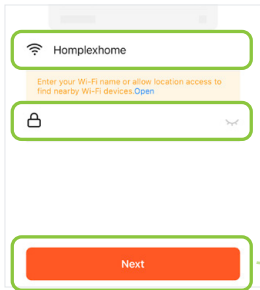 Homplexhome
Enter your Wi-Fi name or allow location access to
find nearby Wi-Fi devices.Open
Next